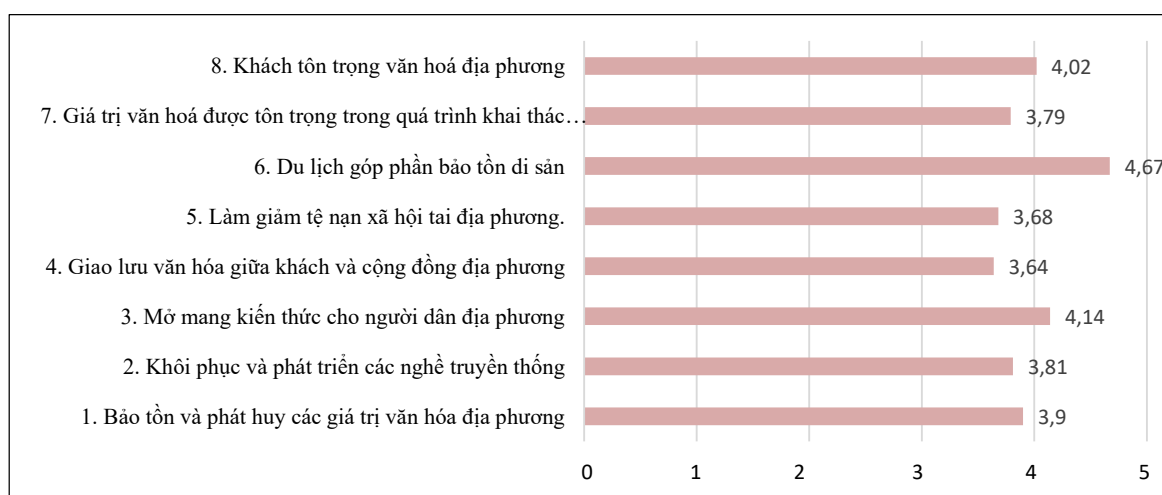 8. Khách tôn trọng văn hoá địa phương 4,02
7. Giá trị văn hoá được tôn trọng trong quá trình khai thác… 3,79
6. Du lịch góp phần bảo tồn di sản 4,67
5. Làm giảm tệ nạn xã hội tai địa phương. 3,68
4. Giao lưu văn hóa giữa khách và cộng đồng địa phương 3,64
3. Mở mang kiến thức cho người dân địa phương 4,14
2. Khôi phục và phát triển các nghề truyền thống 3,81
1. Bảo tồn và phát huy các giá trị văn hóa địa phương 3,9
0 1 2 3 4 5